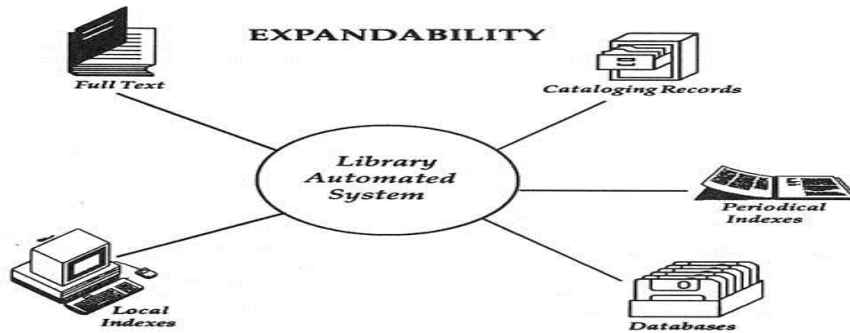 EXPANDABILITY
Full Text
Cataloging Records
Library
Automated
System
Periodical
Indexes
Local
Indexes
Databases